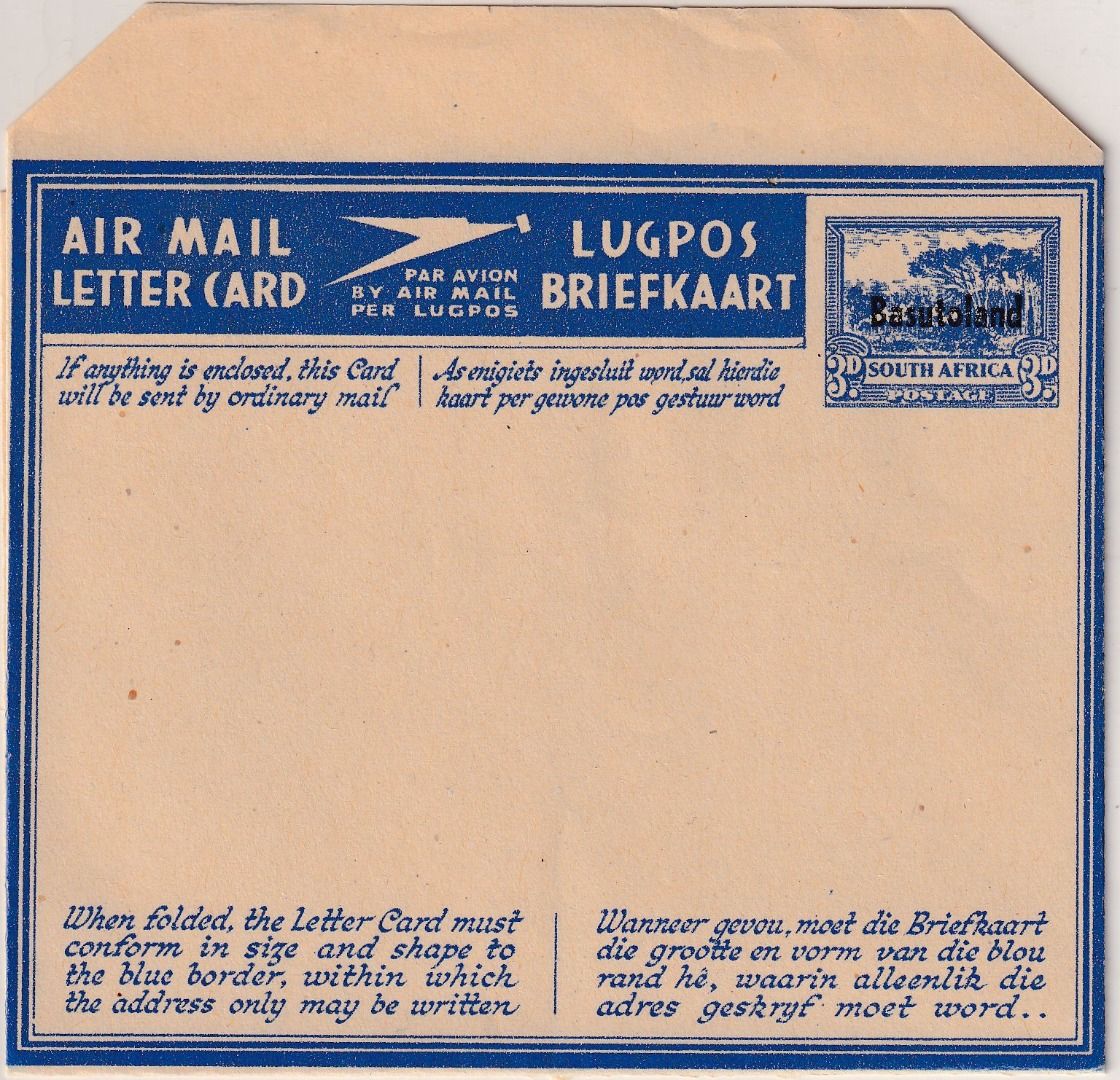 AIR MAIL
LETTER CARD
PAR AVION
BY AIR MAIL
PER LUGPOS
LUGPOS
BRIEFKAART
Basutoland
3D SOUTH AFRICA 3D
POSTAGE
If anything is enclosed, this Card
will be sent by ordinary mail
As enigiets ingesluit word, sal hierdie
kaart per gewone pos gestuur word
When folded, the Letter Card must
conform in size and shape to
the blue border, within which
the address only may be written
Wanneer gevou, moet die Briefkaart
die grootte en vorm van die blou
rand hê, waarin alleenlik die
adres geskryf moet word..